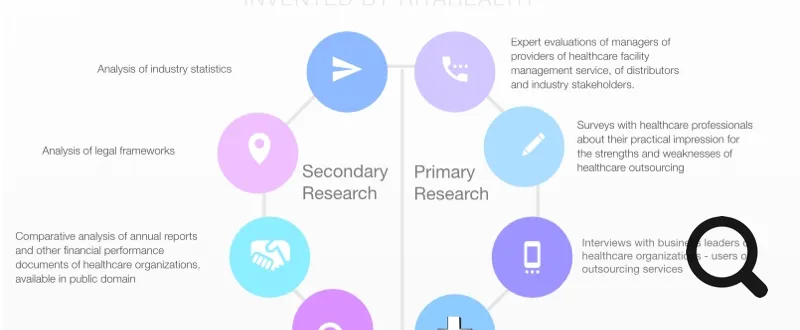 INVENTED BY RITAHEALTH
Analysis of industry statistics
Analysis of legal frameworks
Comparative analysis of annual reports
and other financial performance
documents of healthcare organizations,
available in public domain
Secondary
Research
Primary
Research
Expert evaluations of managers of
providers of healthcare facility
management service, of distributors
and industry stakeholders.
Surveys with healthcare professionals
about their practical impression for
the strengths and weaknesses of
healthcare outsourcing
Interviews with business leaders
healthcare organizations - users
outsourcing services